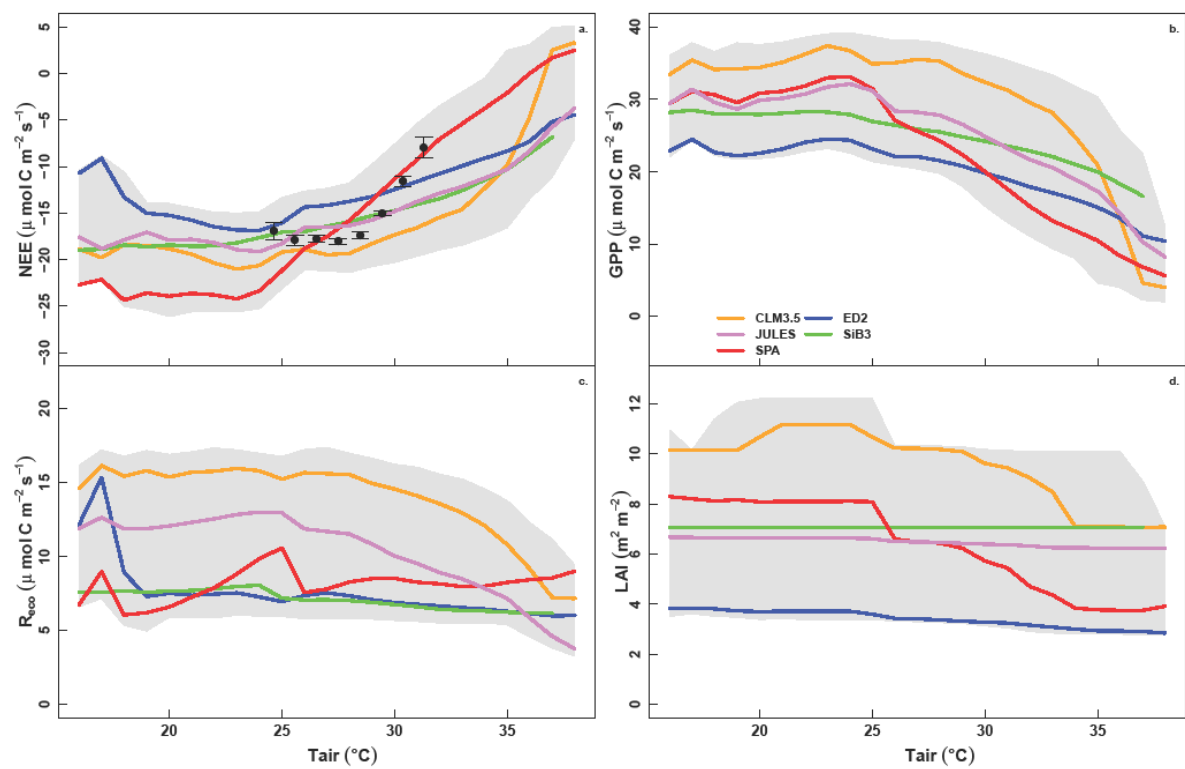 a.
5
0
−5
−10
−15
−20
−25
−30
NEE (μ mol C m⁻² s⁻¹)
b.
40
30
20
10
0
GPP (μ mol C m⁻² s⁻¹)
CLM3.5 ED2
JULES SiB3
SPA
c.
20
15
10
5
0
Reco (μ mol C m⁻² s⁻¹)
20 25 30 35
Tair (°C)
d.
12
10
8
6
4
2
0
LAI (m² m⁻²)
20 25 30 35
Tair (°C)